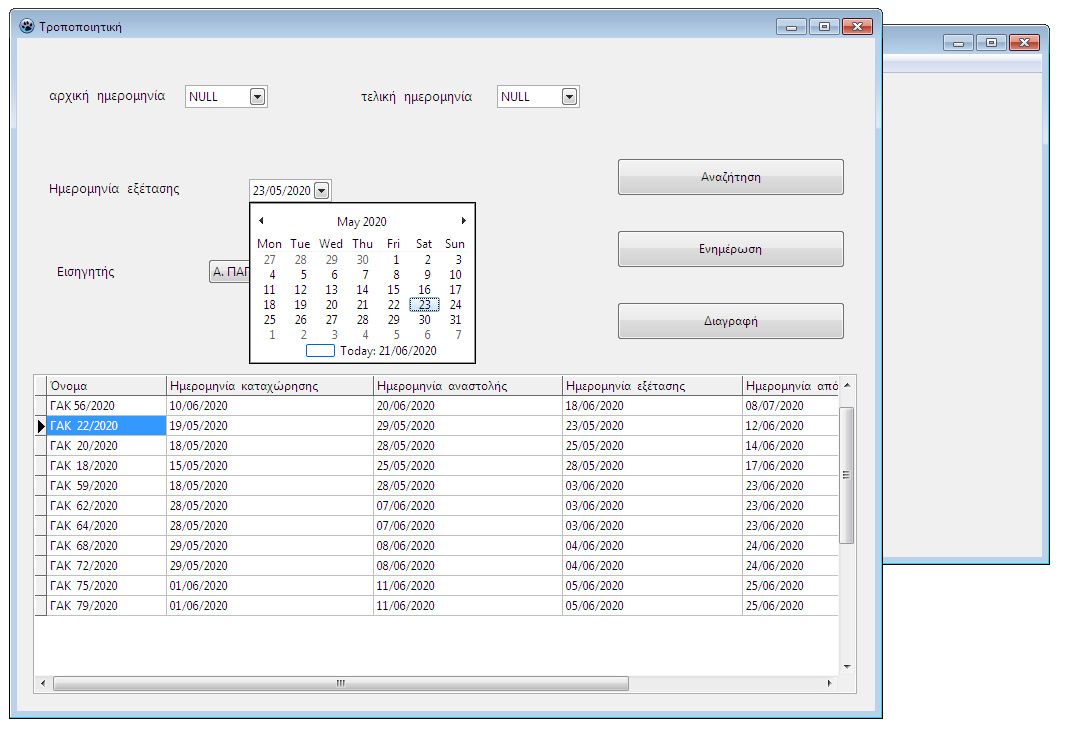 Τροποποιητική
αρχική ημερομηνία NULL τελική ημερομηνία NULL
Ημερομηνία εξέτασης 23/05/2020 Αναζήτηση
May 2020
Mon Tue Wed Thu Fri Sat Sun
27 28 29 30 1 2 3
4 5 6 7 8 9 10
11 12 13 14 15 16 17
18 19 20 21 22 23 24
25 26 27 28 29 30 31
1 2 3 4 5 6 7
Today: 21/06/2020
Ενημέρωση
Εισηγητής Α. ΠΑΓ
Διαγραφή
Όνομα Ημερομηνία καταχώρησης Ημερομηνία αναστολής Ημερομηνία εξέτασης Ημερομηνία από
ΓΑΚ 56/2020 10/06/2020 20/06/2020 18/06/2020 08/07/2020
ΓΑΚ 22/2020 19/05/2020 29/05/2020 23/05/2020 12/06/2020
ΓΑΚ 20/2020 18/05/2020 28/05/2020 25/05/2020 14/06/2020
ΓΑΚ 18/2020 15/05/2020 25/05/2020 28/05/2020 17/06/2020
ΓΑΚ 59/2020 18/05/2020 28/05/2020 03/06/2020 23/06/2020
ΓΑΚ 62/2020 28/05/2020 07/06/2020 03/06/2020 23/06/2020
ΓΑΚ 64/2020 28/05/2020 07/06/2020 03/06/2020 23/06/2020
ΓΑΚ 68/2020 29/05/2020 08/06/2020 04/06/2020 24/06/2020
ΓΑΚ 72/2020 29/05/2020 08/06/2020 04/06/2020 24/06/2020
ΓΑΚ 75/2020 01/06/2020 11/06/2020 05/06/2020 25/06/2020
ΓΑΚ 79/2020 01/06/2020 11/06/2020 05/06/2020 25/06/2020